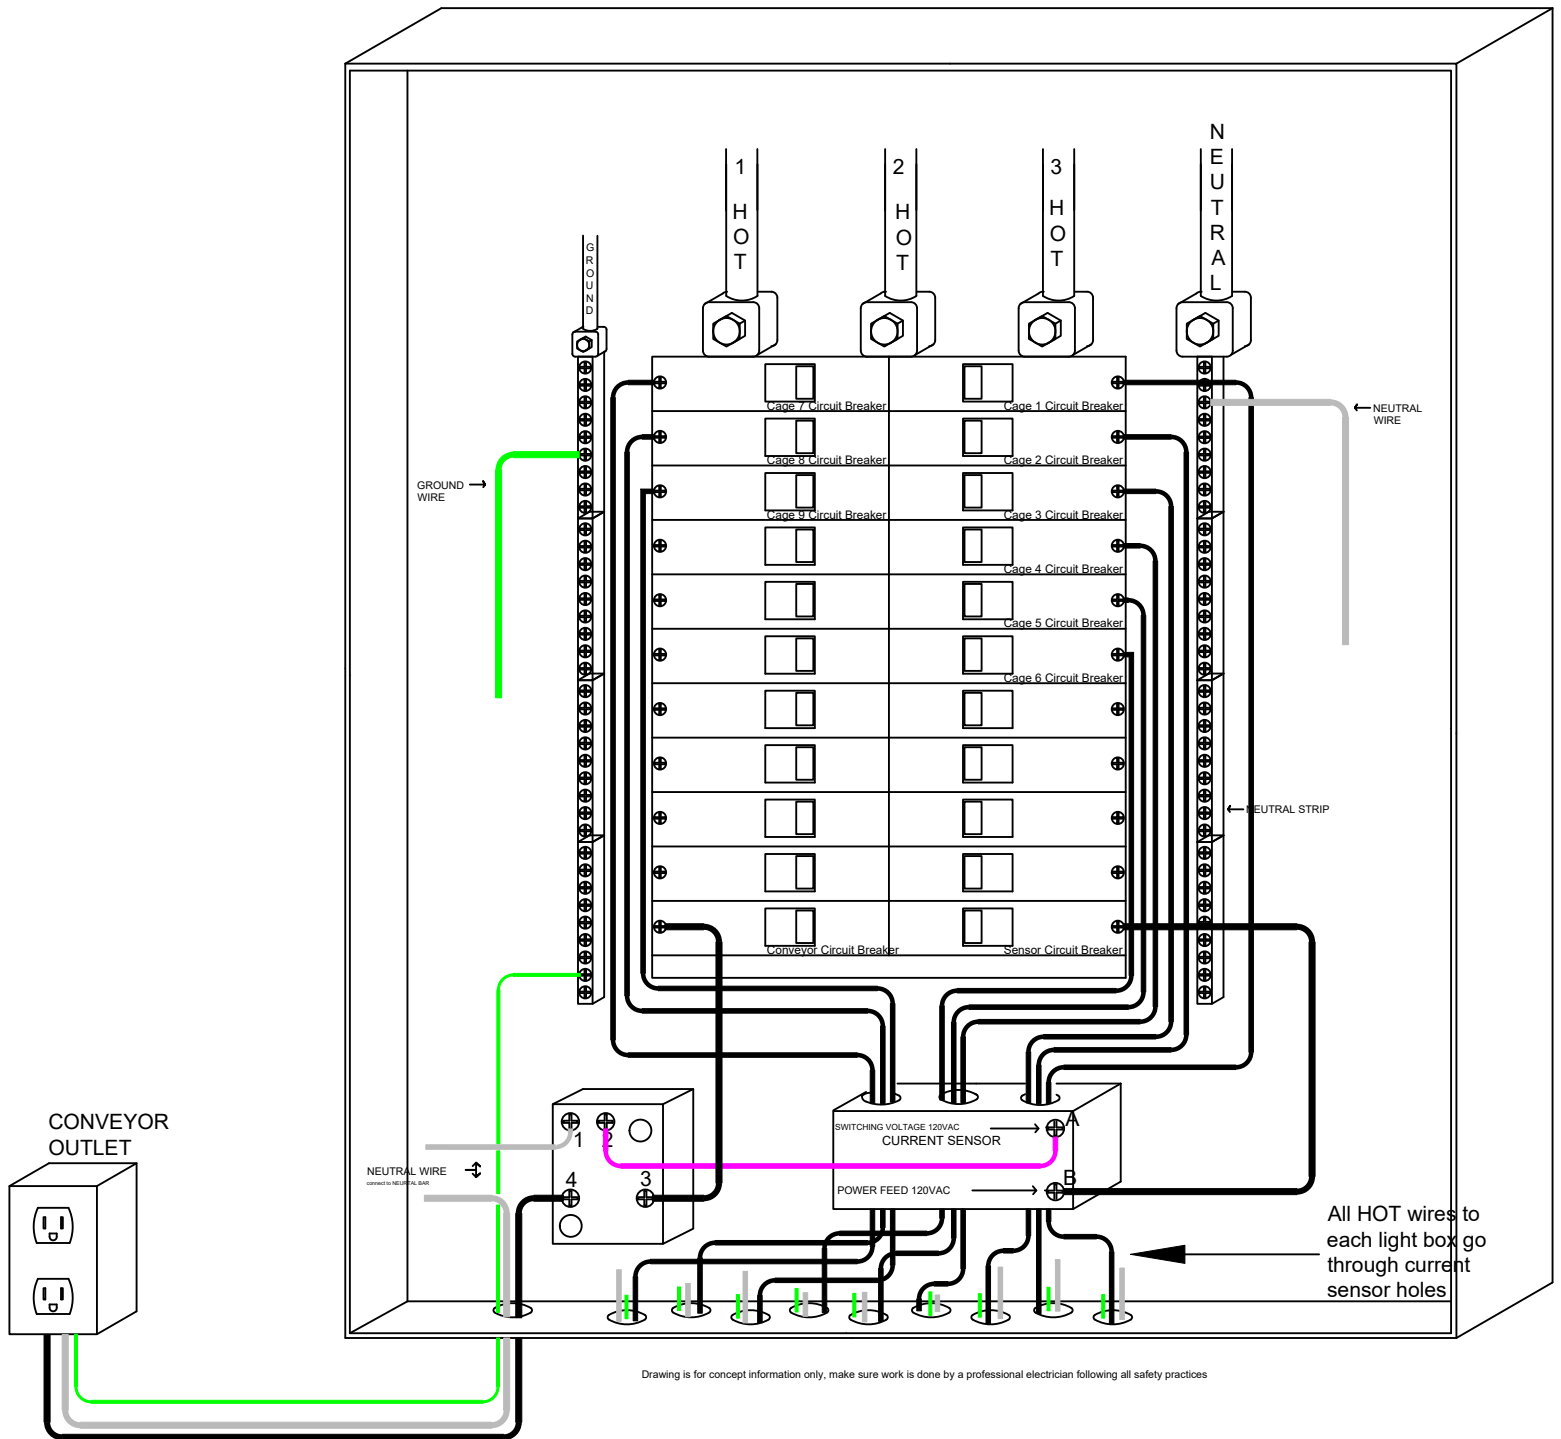 1
HOT
2
HOT
3
HOT
NEUTRAL
GROUND
Cage 7 Circuit Breaker
Cage 1 Circuit Breaker
NEUTRAL
WIRE
Cage 8 Circuit Breaker
Cage 2 Circuit Breaker
GROUND
WIRE
Cage 9 Circuit Breaker
Cage 3 Circuit Breaker
Cage 4 Circuit Breaker
Cage 5 Circuit Breaker
Cage 6 Circuit Breaker
NEUTRAL STRIP
Conveyor Circuit Breaker
Sensor Circuit Breaker
CONVEYOR
OUTLET
1
2
4
3
NEUTRAL WIRE
connect to NEURTAL BAR
SWITCHING VOLTAGE 120VAC
A
CURRENT SENSOR
POWER FEED 120VAC
B
All HOT wires to
each light box go
through current
sensor holes
Drawing is for concept information only, make sure work is done by a professional electrician following all safety practices